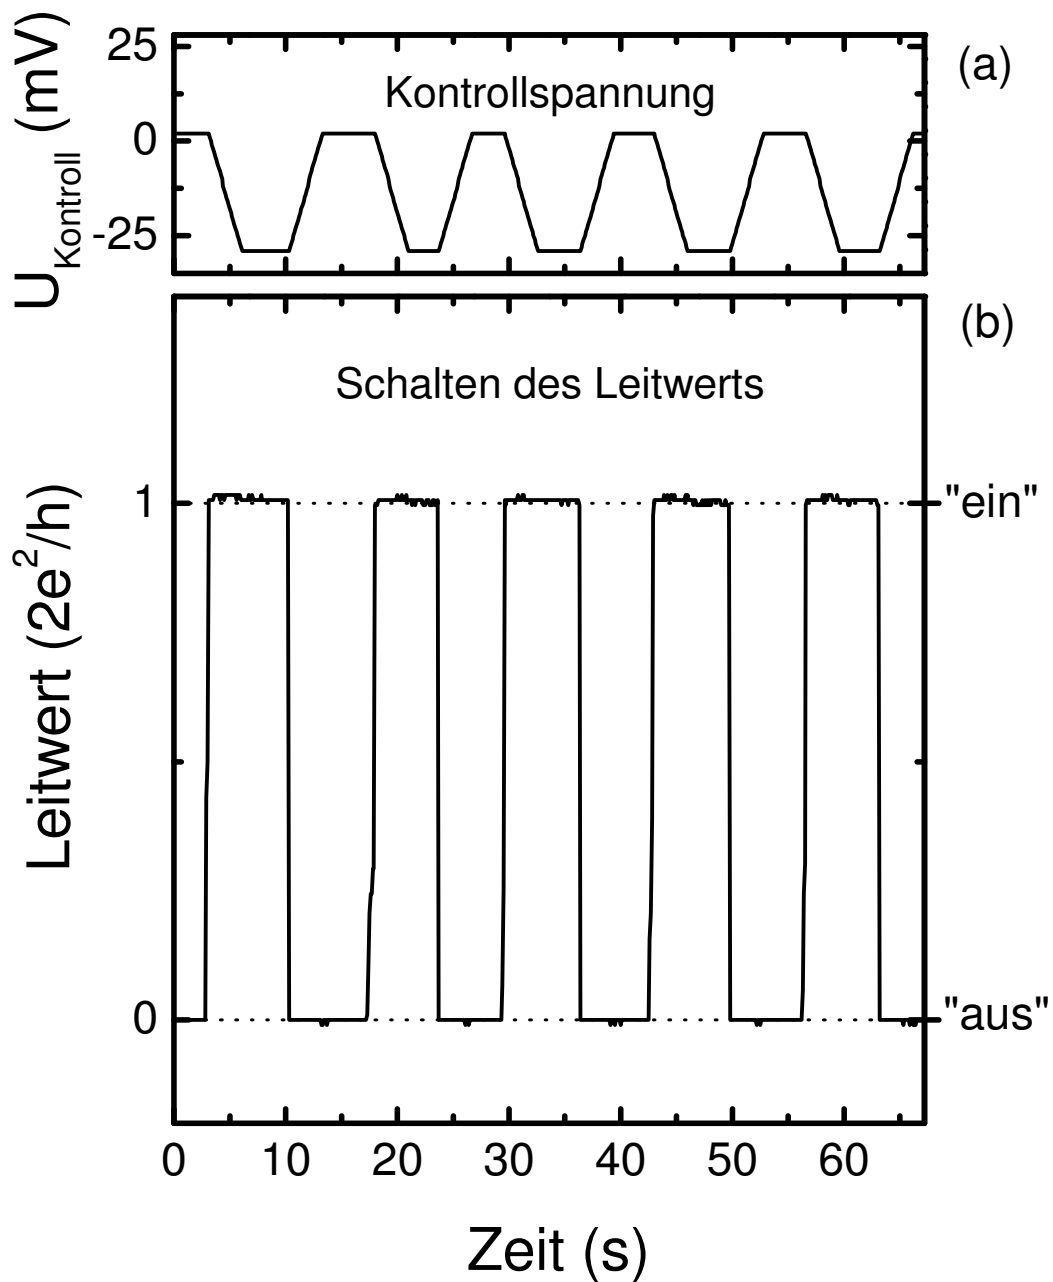 (a)
Kontrollspannung
U_Kontroll (mV)
25
0
-25
(b)
Schalten des Leitwerts
Leitwert (2e²/h)
1
0
"ein"
"aus"
0 10 20 30 40 50 60
Zeit (s)